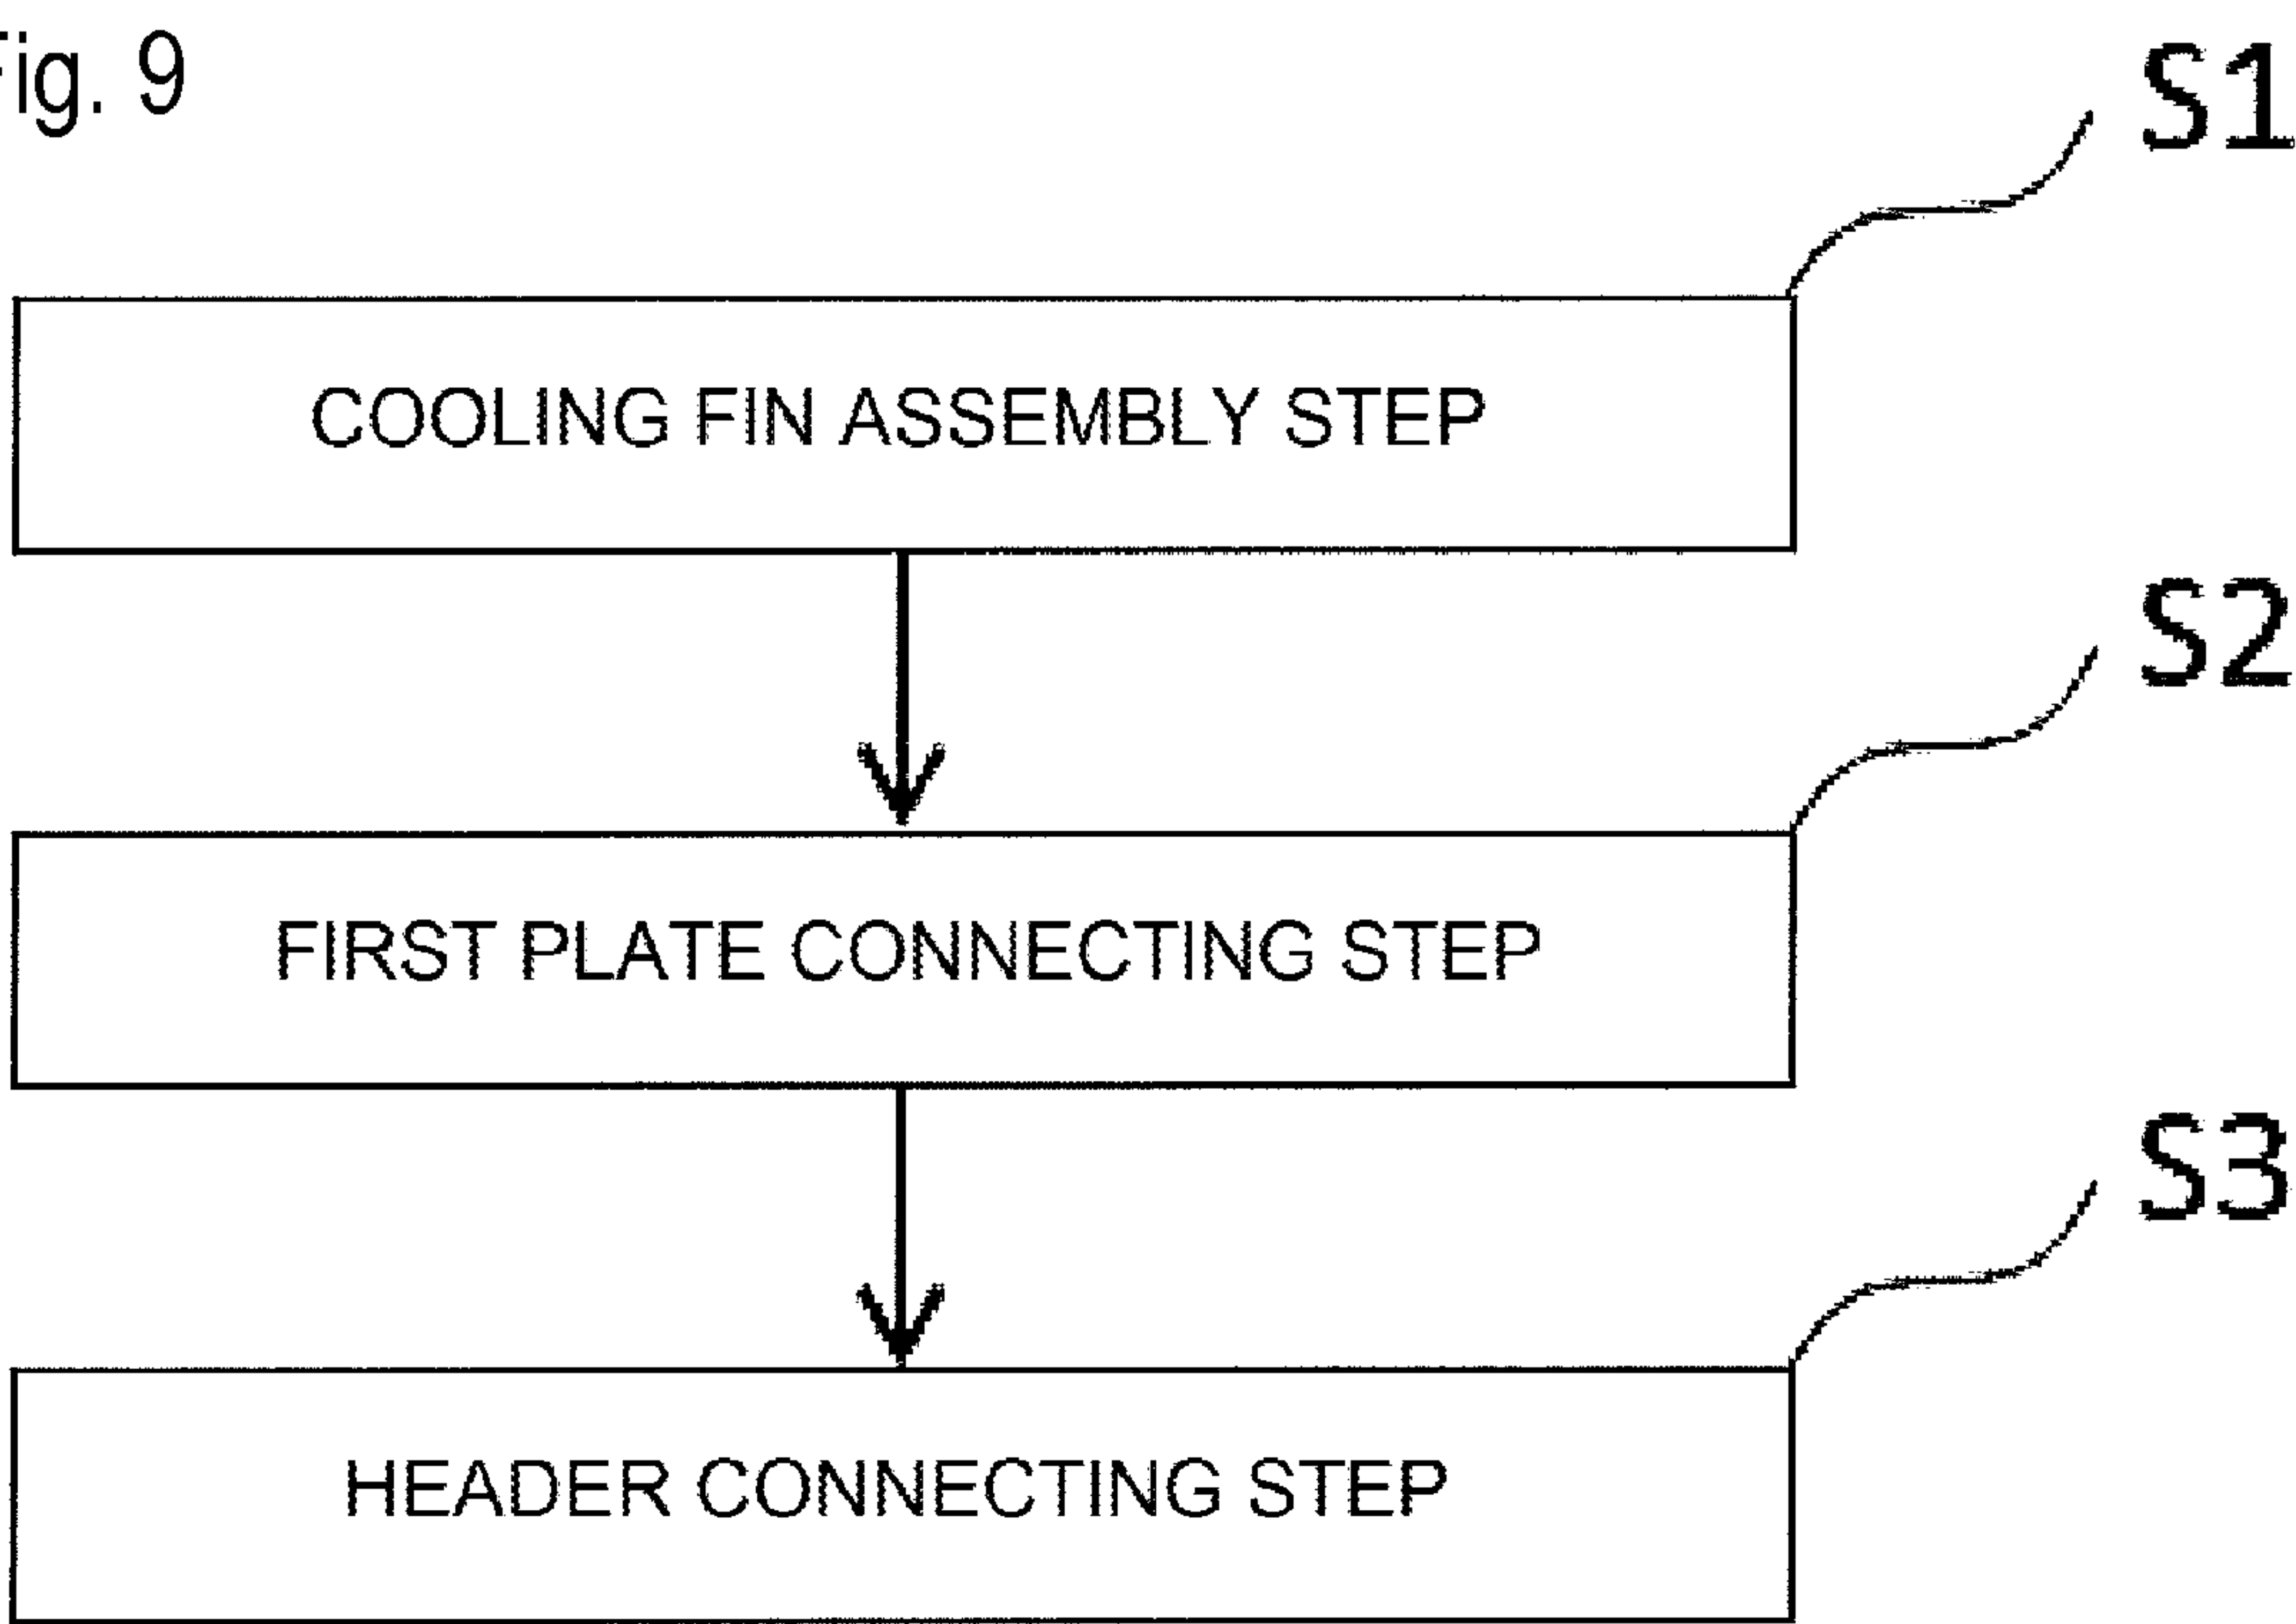 Fig. 9
S1
COOLING FIN ASSEMBLY STEP
S2
FIRST PLATE CONNECTING STEP
S3
HEADER CONNECTING STEP